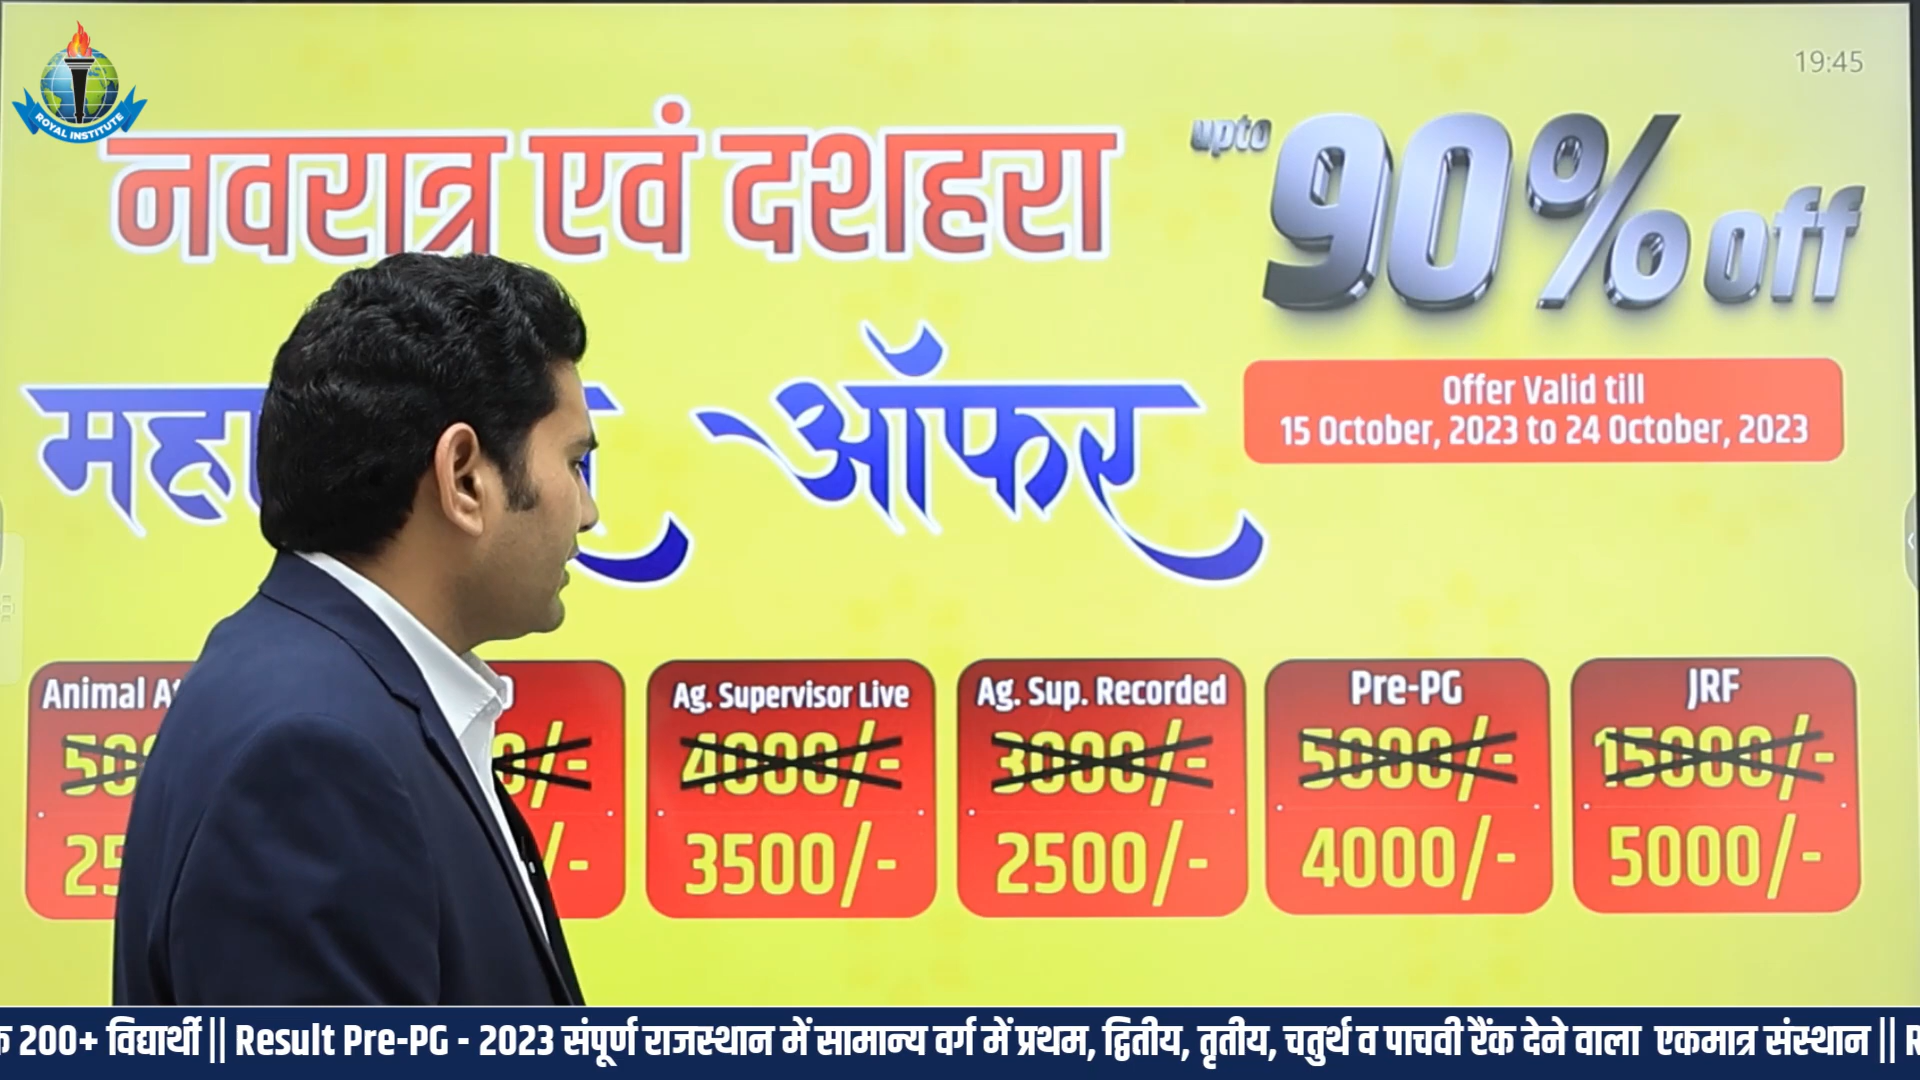 ROYAL INSTITUTE
19:45
नवरात्र एवं दशहरा
upto 90% off
ऑफर
Offer Valid till
15 October, 2023 to 24 October, 2023
Animal
Ag. Supervisor Live
4000/-
3500/-
Ag. Sup. Recorded
3000/-
2500/-
Pre-PG
5000/-
4000/-
JRF
15000/-
5000/-
200+ विद्यार्थी || Result Pre-PG - 2023 संपूर्ण राजस्थान में सामान्य वर्ग में प्रथम, द्वितीय, तृतीय, चतुर्थ व पाचवी रैंक देने वाला एकमात्र संस्थान ||